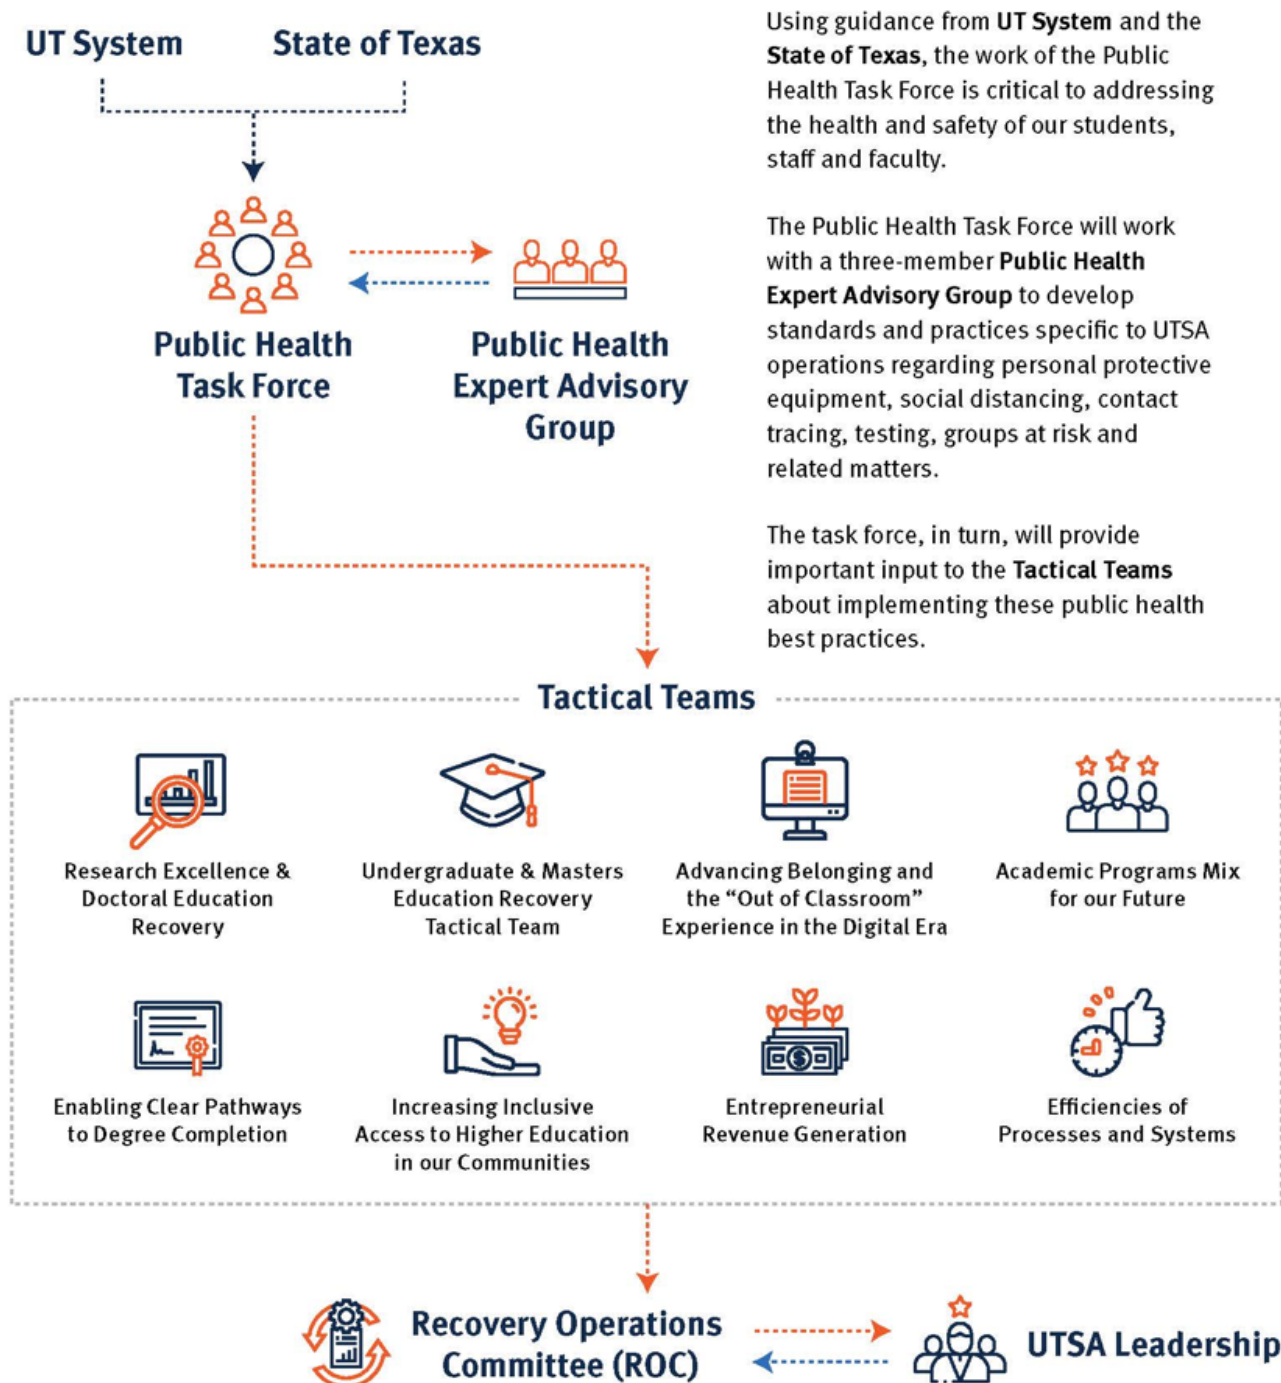 UT System
State of Texas
Using guidance from UT System and the
State of Texas, the work of the Public
Health Task Force is critical to addressing
the health and safety of our students,
staff and faculty.
The Public Health Task Force will work
with a three-member Public Health
Expert Advisory Group to develop
standards and practices specific to UTSA
operations regarding personal protective
equipment, social distancing, contact
tracing, testing, groups at risk and
related matters.
The task force, in turn, will provide
important input to the Tactical Teams
about implementing these public health
best practices.
Public Health
Task Force
Public Health
Expert Advisory
Group
Tactical Teams
Research Excellence &
Doctoral Education
Recovery
Undergraduate & Masters
Education Recovery
Tactical Team
Advancing Belonging and
the “Out of Classroom”
Experience in the Digital Era
Academic Programs Mix
for our Future
Enabling Clear Pathways
to Degree Completion
Increasing Inclusive
Access to Higher Education
in our Communities
$
Entrepreneurial
Revenue Generation
Efficiencies of
Processes and Systems
Recovery Operations
Committee (ROC)
UTSA Leadership